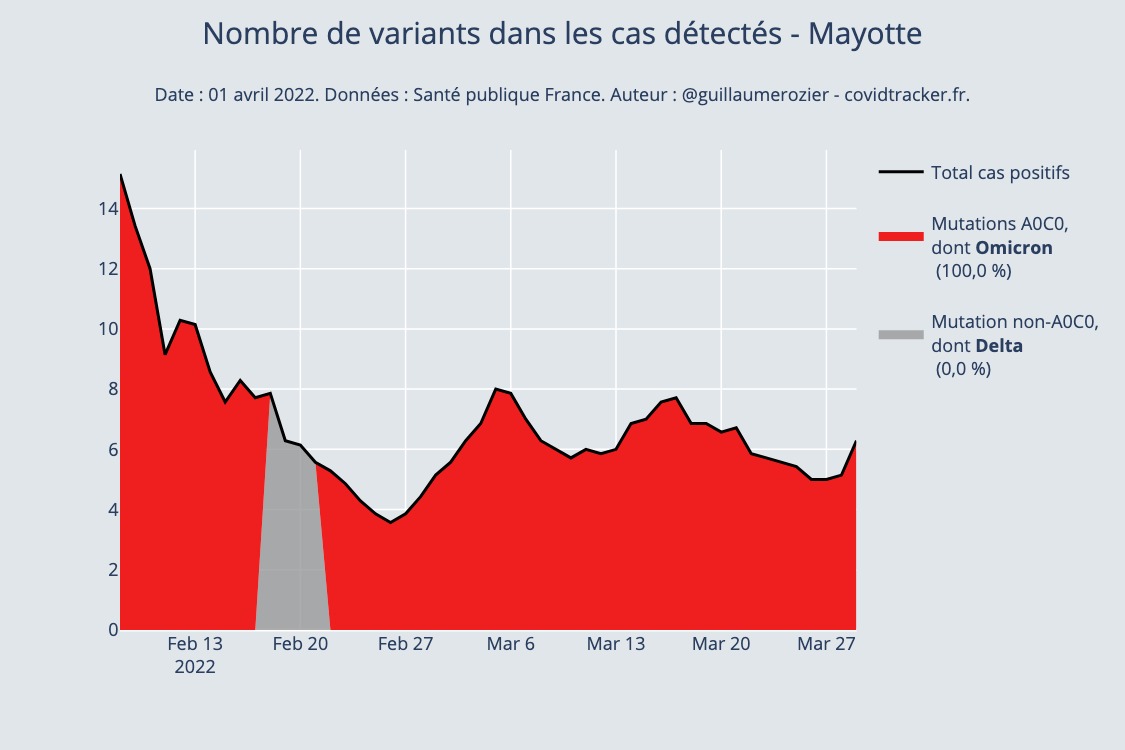 Nombre de variants dans les cas détectés - Mayotte
Date : 01 avril 2022. Données : Santé publique France. Auteur : @guillaumerozier - covidtracker.fr.
Total cas positifs
Mutations A0C0,
dont Omicron
(100,0 %)
Mutation non-A0C0,
dont Delta
(0,0 %)
14
12
10
8
6
4
2
0
Feb 13 Feb 20 Feb 27 Mar 6 Mar 13 Mar 20 Mar 27
2022